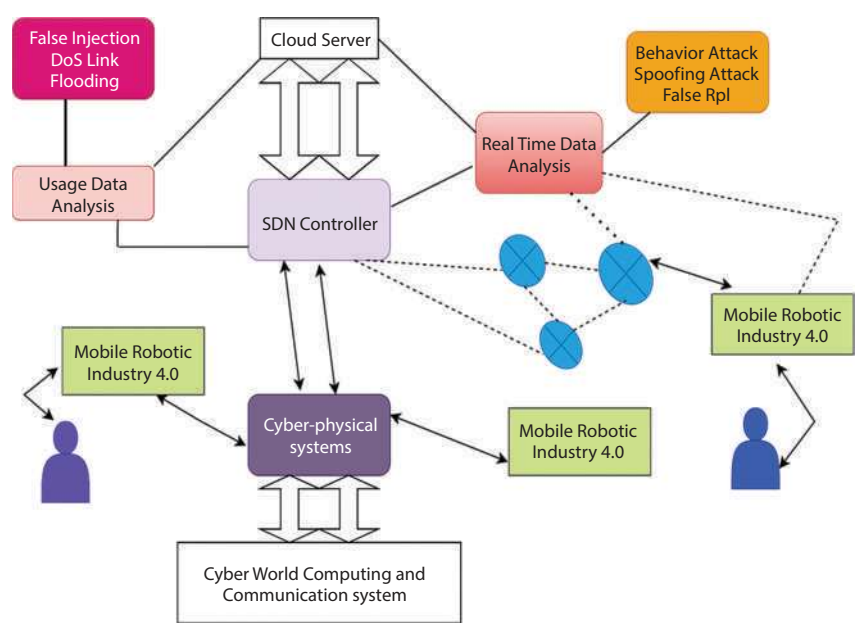 False Injection
DoS Link
Flooding
Cloud Server
Behavior Attack
Spoofing Attack
False Rpl
Real Time Data
Analysis
Usage Data
Analysis
SDN Controller
Mobile Robotic
Industry 4.0
Mobile Robotic
Industry 4.0
Cyber-physical
systems
Mobile Robotic
Industry 4.0
Cyber World Computing and
Communication system